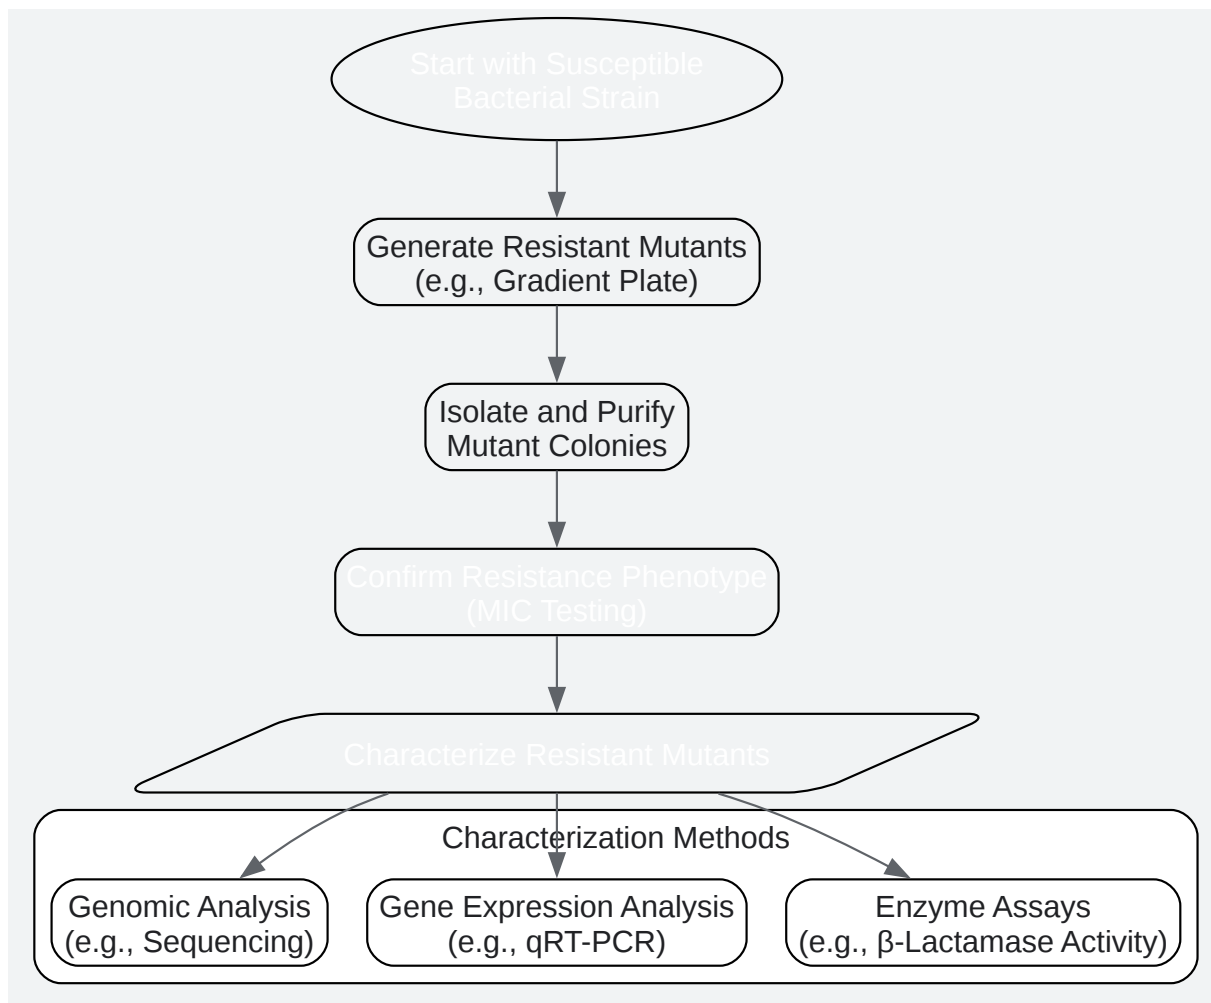 Start with Susceptible
Bacterial Strain
Generate Resistant Mutants
(e.g., Gradient Plate)
Isolate and Purify
Mutant Colonies
Confirm Resistance Phenotype
(MIC Testing)
Characterize Resistant Mutants
Characterization Methods
Genomic Analysis
(e.g., Sequencing)
Gene Expression Analysis
(e.g., qRT-PCR)
Enzyme Assays
(e.g., β-Lactamase Activity)